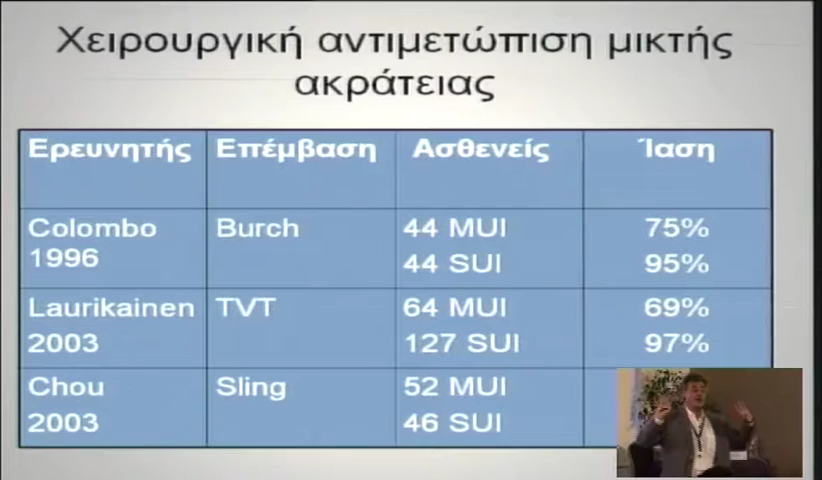 Χειρουργική αντιμετώπιση μικτής
ακράτειας
Ερευνητής Επέμβαση Ασθενείς Ίαση
Colombo Burch 44 MUI 75%
1996 44 SUI 95%
Laurikainen TVT 64 MUI 69%
2003 127 SUI 97%
Chou Sling 52 MUI
2003 46 SUI